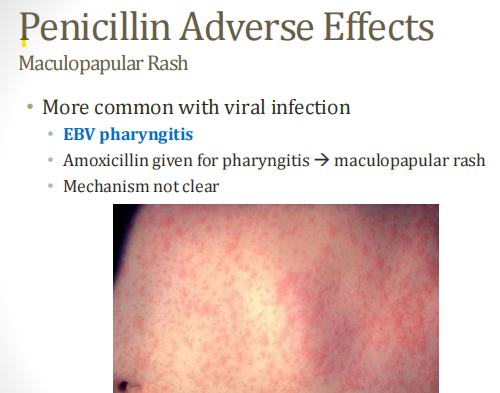 Penicillin Adverse Effects
Maculopapular Rash
• More common with viral infection
• EBV pharyngitis
• Amoxicillin given for pharyngitis → maculopapular rash
• Mechanism not clear